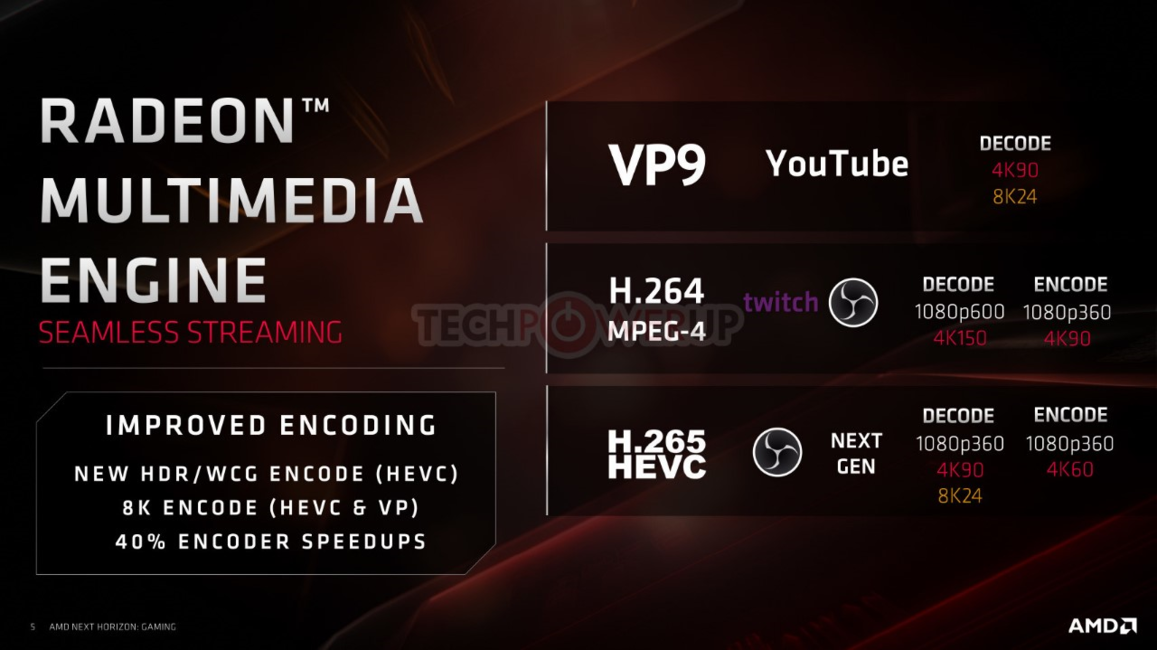 RADEON™
MULTIMEDIA
ENGINE
SEAMLESS STREAMING
IMPROVED ENCODING
NEW HDR/WCG ENCODE (HEVC)
8K ENCODE (HEVC & VP)
40% ENCODER SPEEDUPS
VP9
YouTube
DECODE
4K90
8K24
H.264
MPEG-4
twitch
DECODE
1080p600
4K150
ENCODE
1080p360
4K90
H.265
HEVC
NEXT
GEN
DECODE
1080p360
4K90
8K24
ENCODE
1080p360
4K60
TECHPOWERUP
5 AMD NEXT HORIZON: GAMING
AMD